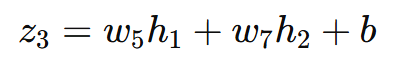 z₃ = w₅h₁ + w₇h₂ + b